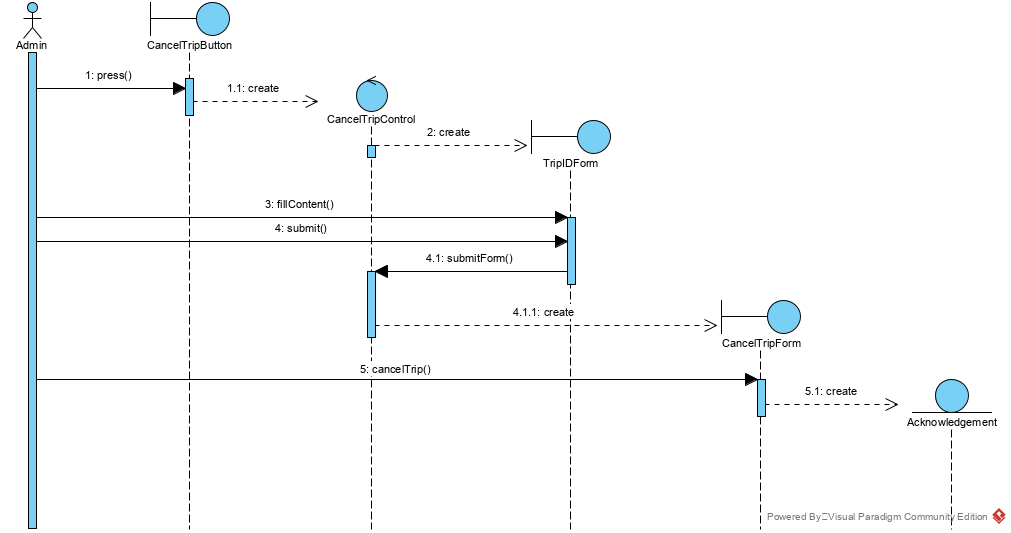 Admin
CancelTripButton
1: press()
1.1: create
CancelTripControl
2: create
TripIDForm
3: fillContent()
4: submit()
4.1: submitForm()
4.1.1: create
CancelTripForm
5: cancelTrip()
5.1: create
Acknowledgement
Powered By Visual Paradigm Community Edition